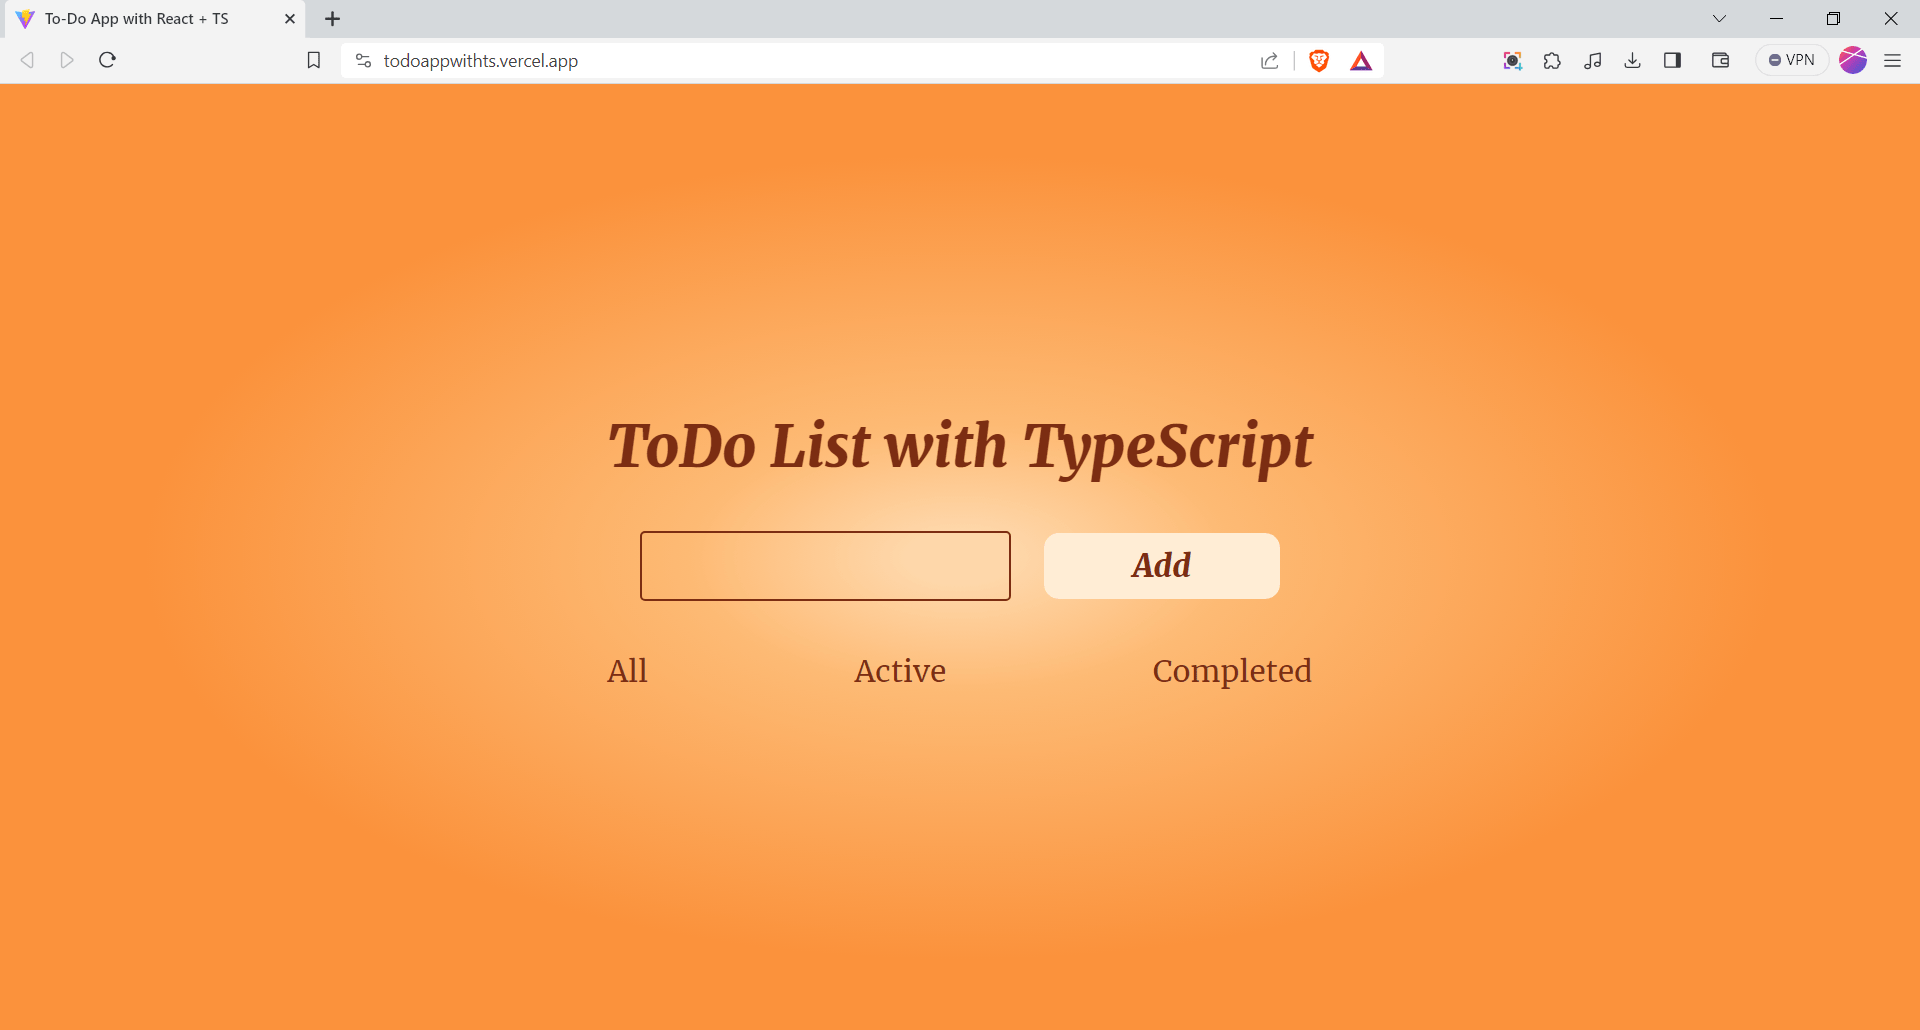 To-Do App with React + TS
todoappwithts.vercel.app
VPN
ToDo List with TypeScript
Add
All Active Completed